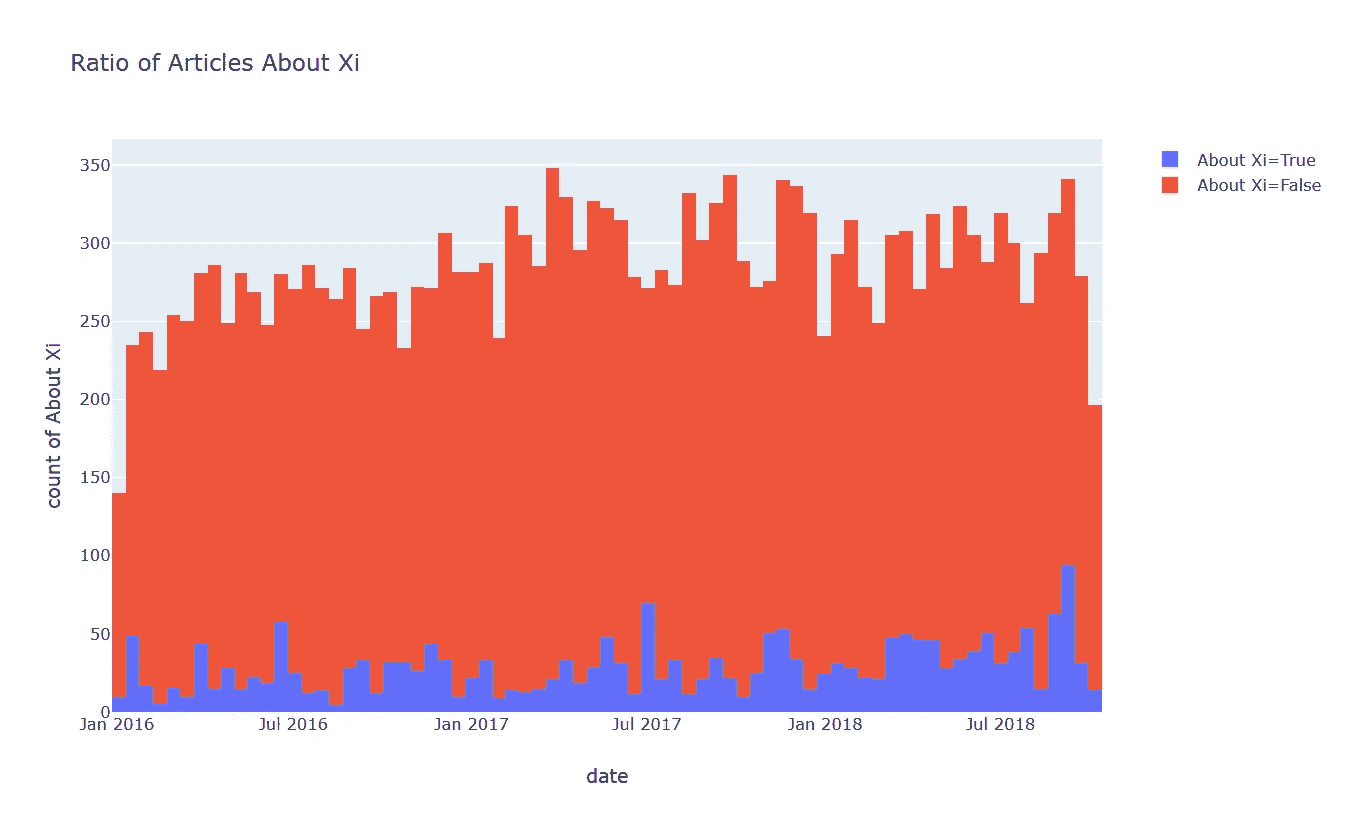 Ratio of Articles About Xi
About Xi=True
About Xi=False
350
300
250
200
150
100
50
0
count of About Xi
Jan 2016 Jul 2016 Jan 2017 Jul 2017 Jan 2018 Jul 2018
date